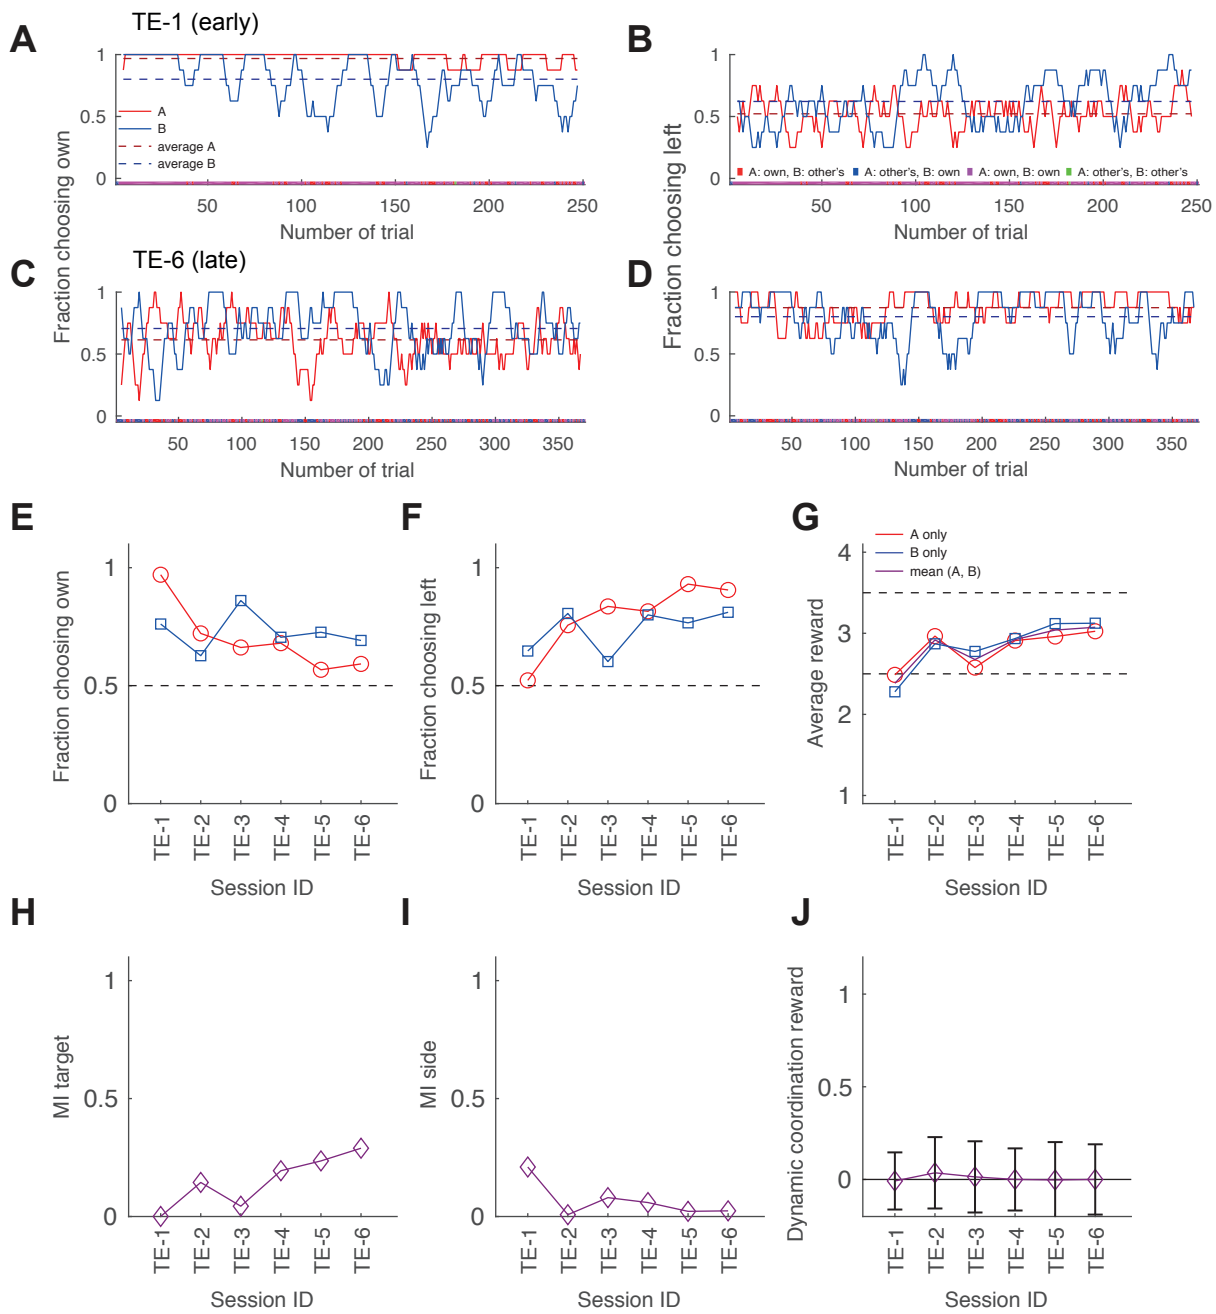 TE-1 (early)
A
B
Fraction choosing own
1
0.5
0
A
B
average A
average B
50
100
150
200
250
Number of trial
Fraction choosing left
1
0.5
0
A: own, B: other's
A: other's, B: own
A: own, B: own
A: other's, B: other's
50
100
150
200
250
Number of trial
TE-6 (late)
C
D
1
0.5
0
50
100
150
200
250
300
350
Number of trial
1
0.5
0
50
100
150
200
250
300
350
Number of trial
E
Fraction choosing own
1
0.5
0
TE-1
TE-2
TE-3
TE-4
TE-5
TE-6
Session ID
F
Fraction choosing left
1
0.5
0
TE-1
TE-2
TE-3
TE-4
TE-5
TE-6
Session ID
G
A only
B only
mean (A, B)
Average reward
4
3
2
1
TE-1
TE-2
TE-3
TE-4
TE-5
TE-6
Session ID
H
MI target
1
0.5
0
TE-1
TE-2
TE-3
TE-4
TE-5
TE-6
Session ID
I
MI side
1
0.5
0
TE-1
TE-2
TE-3
TE-4
TE-5
TE-6
Session ID
J
Dynamic coordination reward
1
0.5
0
TE-1
TE-2
TE-3
TE-4
TE-5
TE-6
Session ID